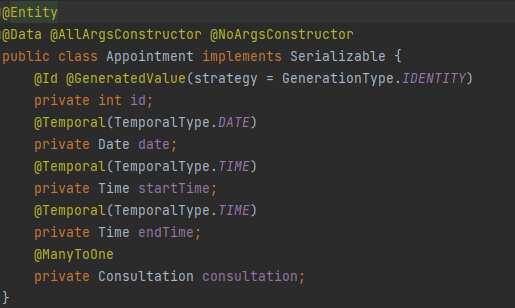 @Entity
@Data @AllArgsConstructor @NoArgsConstructor
public class Appointment implements Serializable {
    @Id @GeneratedValue(strategy = GenerationType.IDENTITY)
    private int id;
    @Temporal(TemporalType.DATE)
    private Date date;
    @Temporal(TemporalType.TIME)
    private Time startTime;
    @Temporal(TemporalType.TIME)
    private Time endTime;
    @ManyToOne
    private Consultation consultation;
}